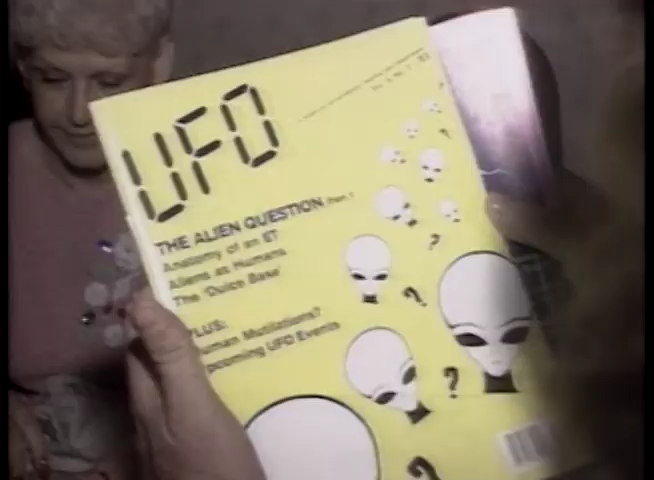 UFO
THE ALIEN QUESTION Part 1
Anatomy of an ET
Aliens as Humans
The 'Dulce Base'
PLUS:
Human Mutilations?
Upcoming UFO Events
?
?
?
?
?